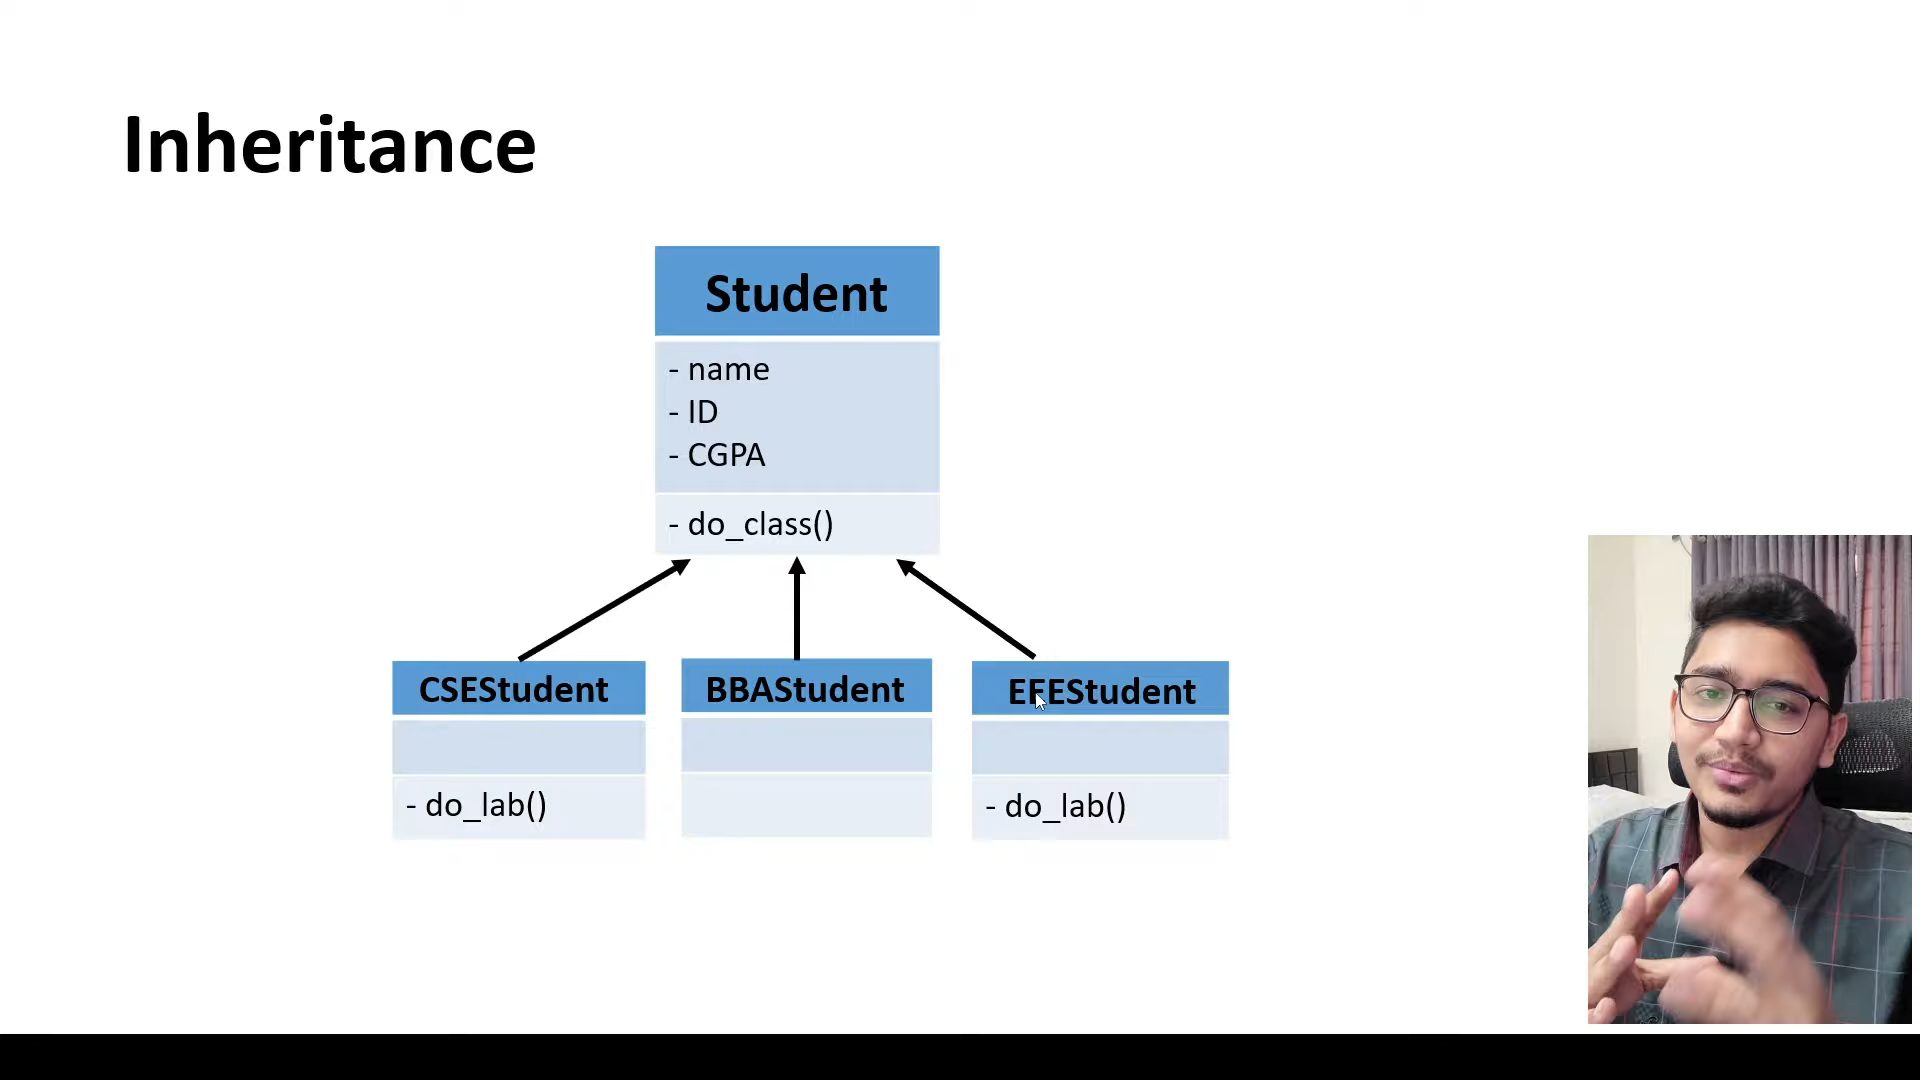 Inheritance
Student
- name
- ID
- CGPA
- do_class()
CSEStudent
BBAStudent
EEEStudent
- do_lab()
- do_lab()